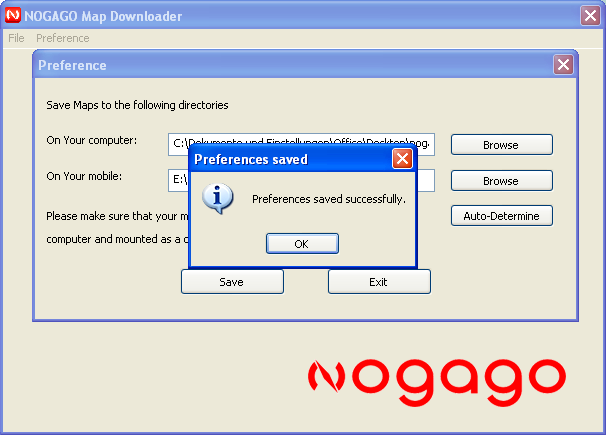 NOGAGO Map Downloader
File Preference
Preference
Save Maps to the following directories
On Your computer: C:\Dokumente und Einstellungen\Office\Desktop\nog Browse
Preferences saved
On Your mobile: E:\ Browse
Preferences saved successfully.
Please make sure that your m Auto-Determine
computer and mounted as a
OK
Save Exit
nogago